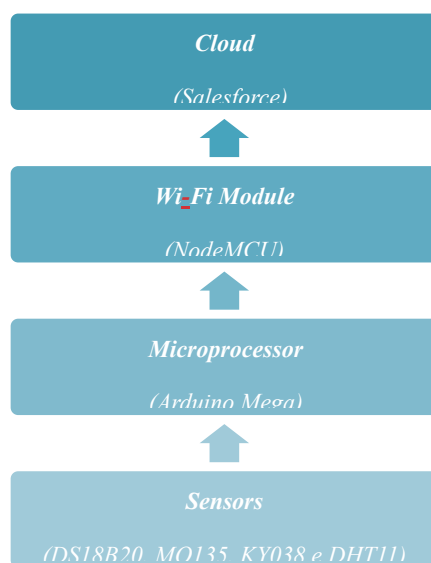 Cloud
(Salesforce)
Wi-Fi Module
(NodeMCU)
Microprocessor
(Arduino Mega)
Sensors
(DS18B20, MQ135, KY038 e DHT11)